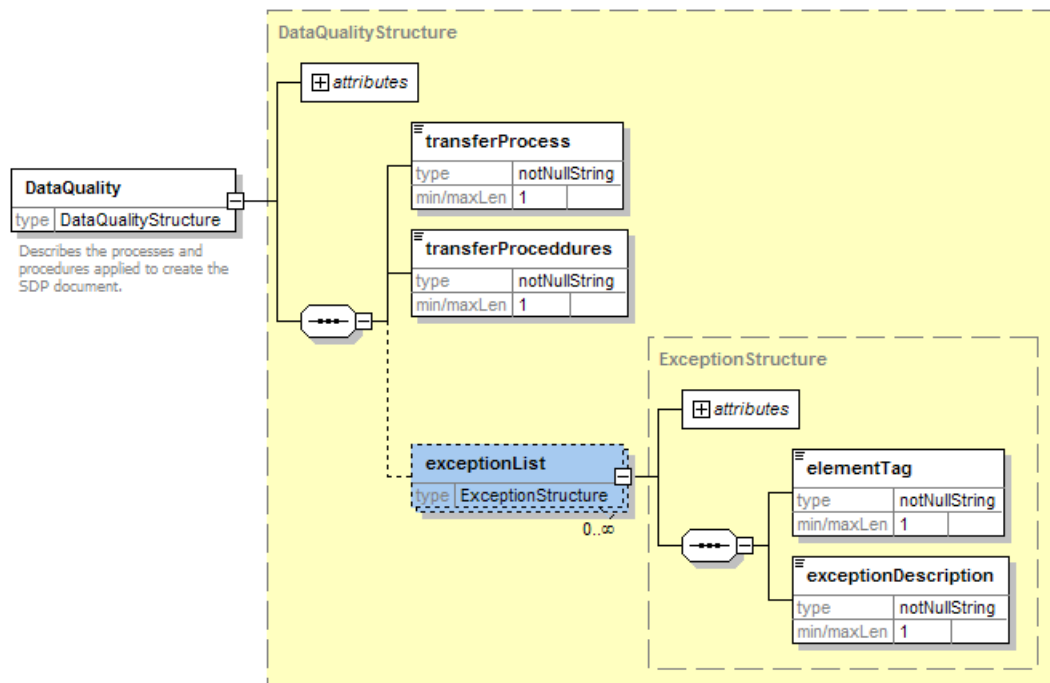 DataQualityStructure
attributes
transferProcess
type notNullString
min/maxLen 1
DataQuality
type DataQualityStructure
Describes the processes and
procedures applied to create the
SDP document.
transferProceddures
type notNullString
min/maxLen 1
ExceptionStructure
attributes
exceptionList
type ExceptionStructure
0..∞
elementTag
type notNullString
min/maxLen 1
exceptionDescription
type notNullString
min/maxLen 1